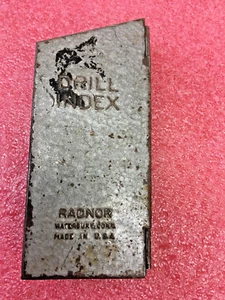 DRILL
INDEX
RADNOR
WATERBURY, CONN.
MADE IN U.S.A.